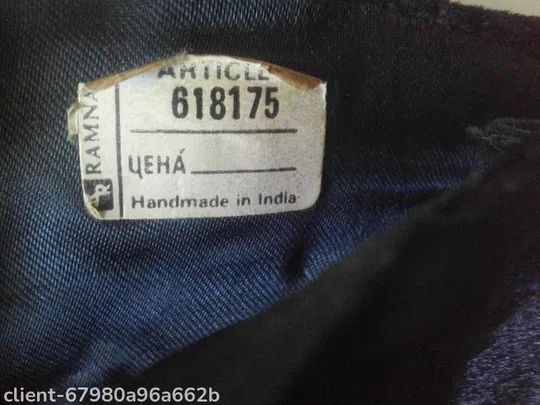 ARTICLE
618175
ЦЕНА́
Handmade in India
R RAMNA
client-67980a96a662b